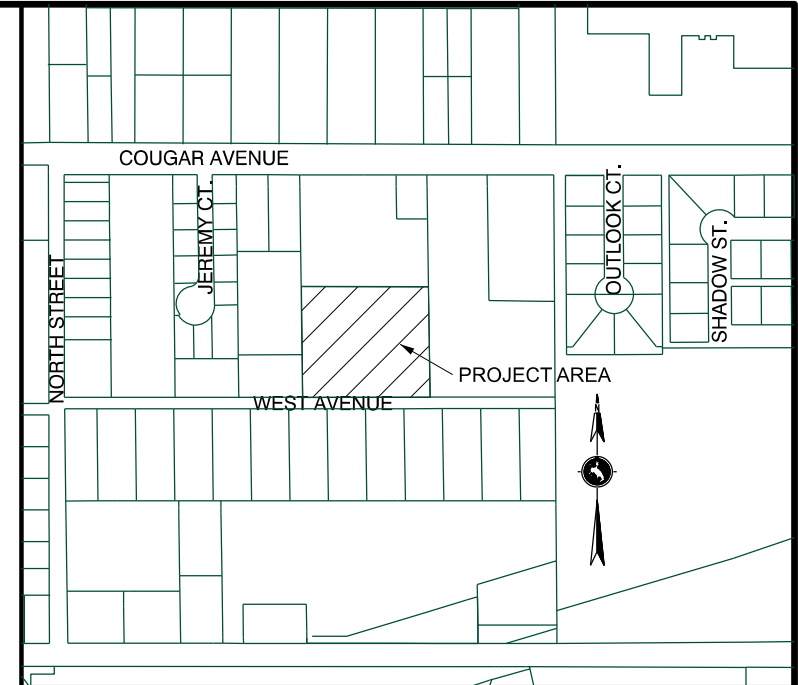 COUGAR AVENUE
JEREMY CT.
OUTLOOK CT.
SHADOW ST.
NORTH STREET
PROJECT AREA
WEST AVENUE
N